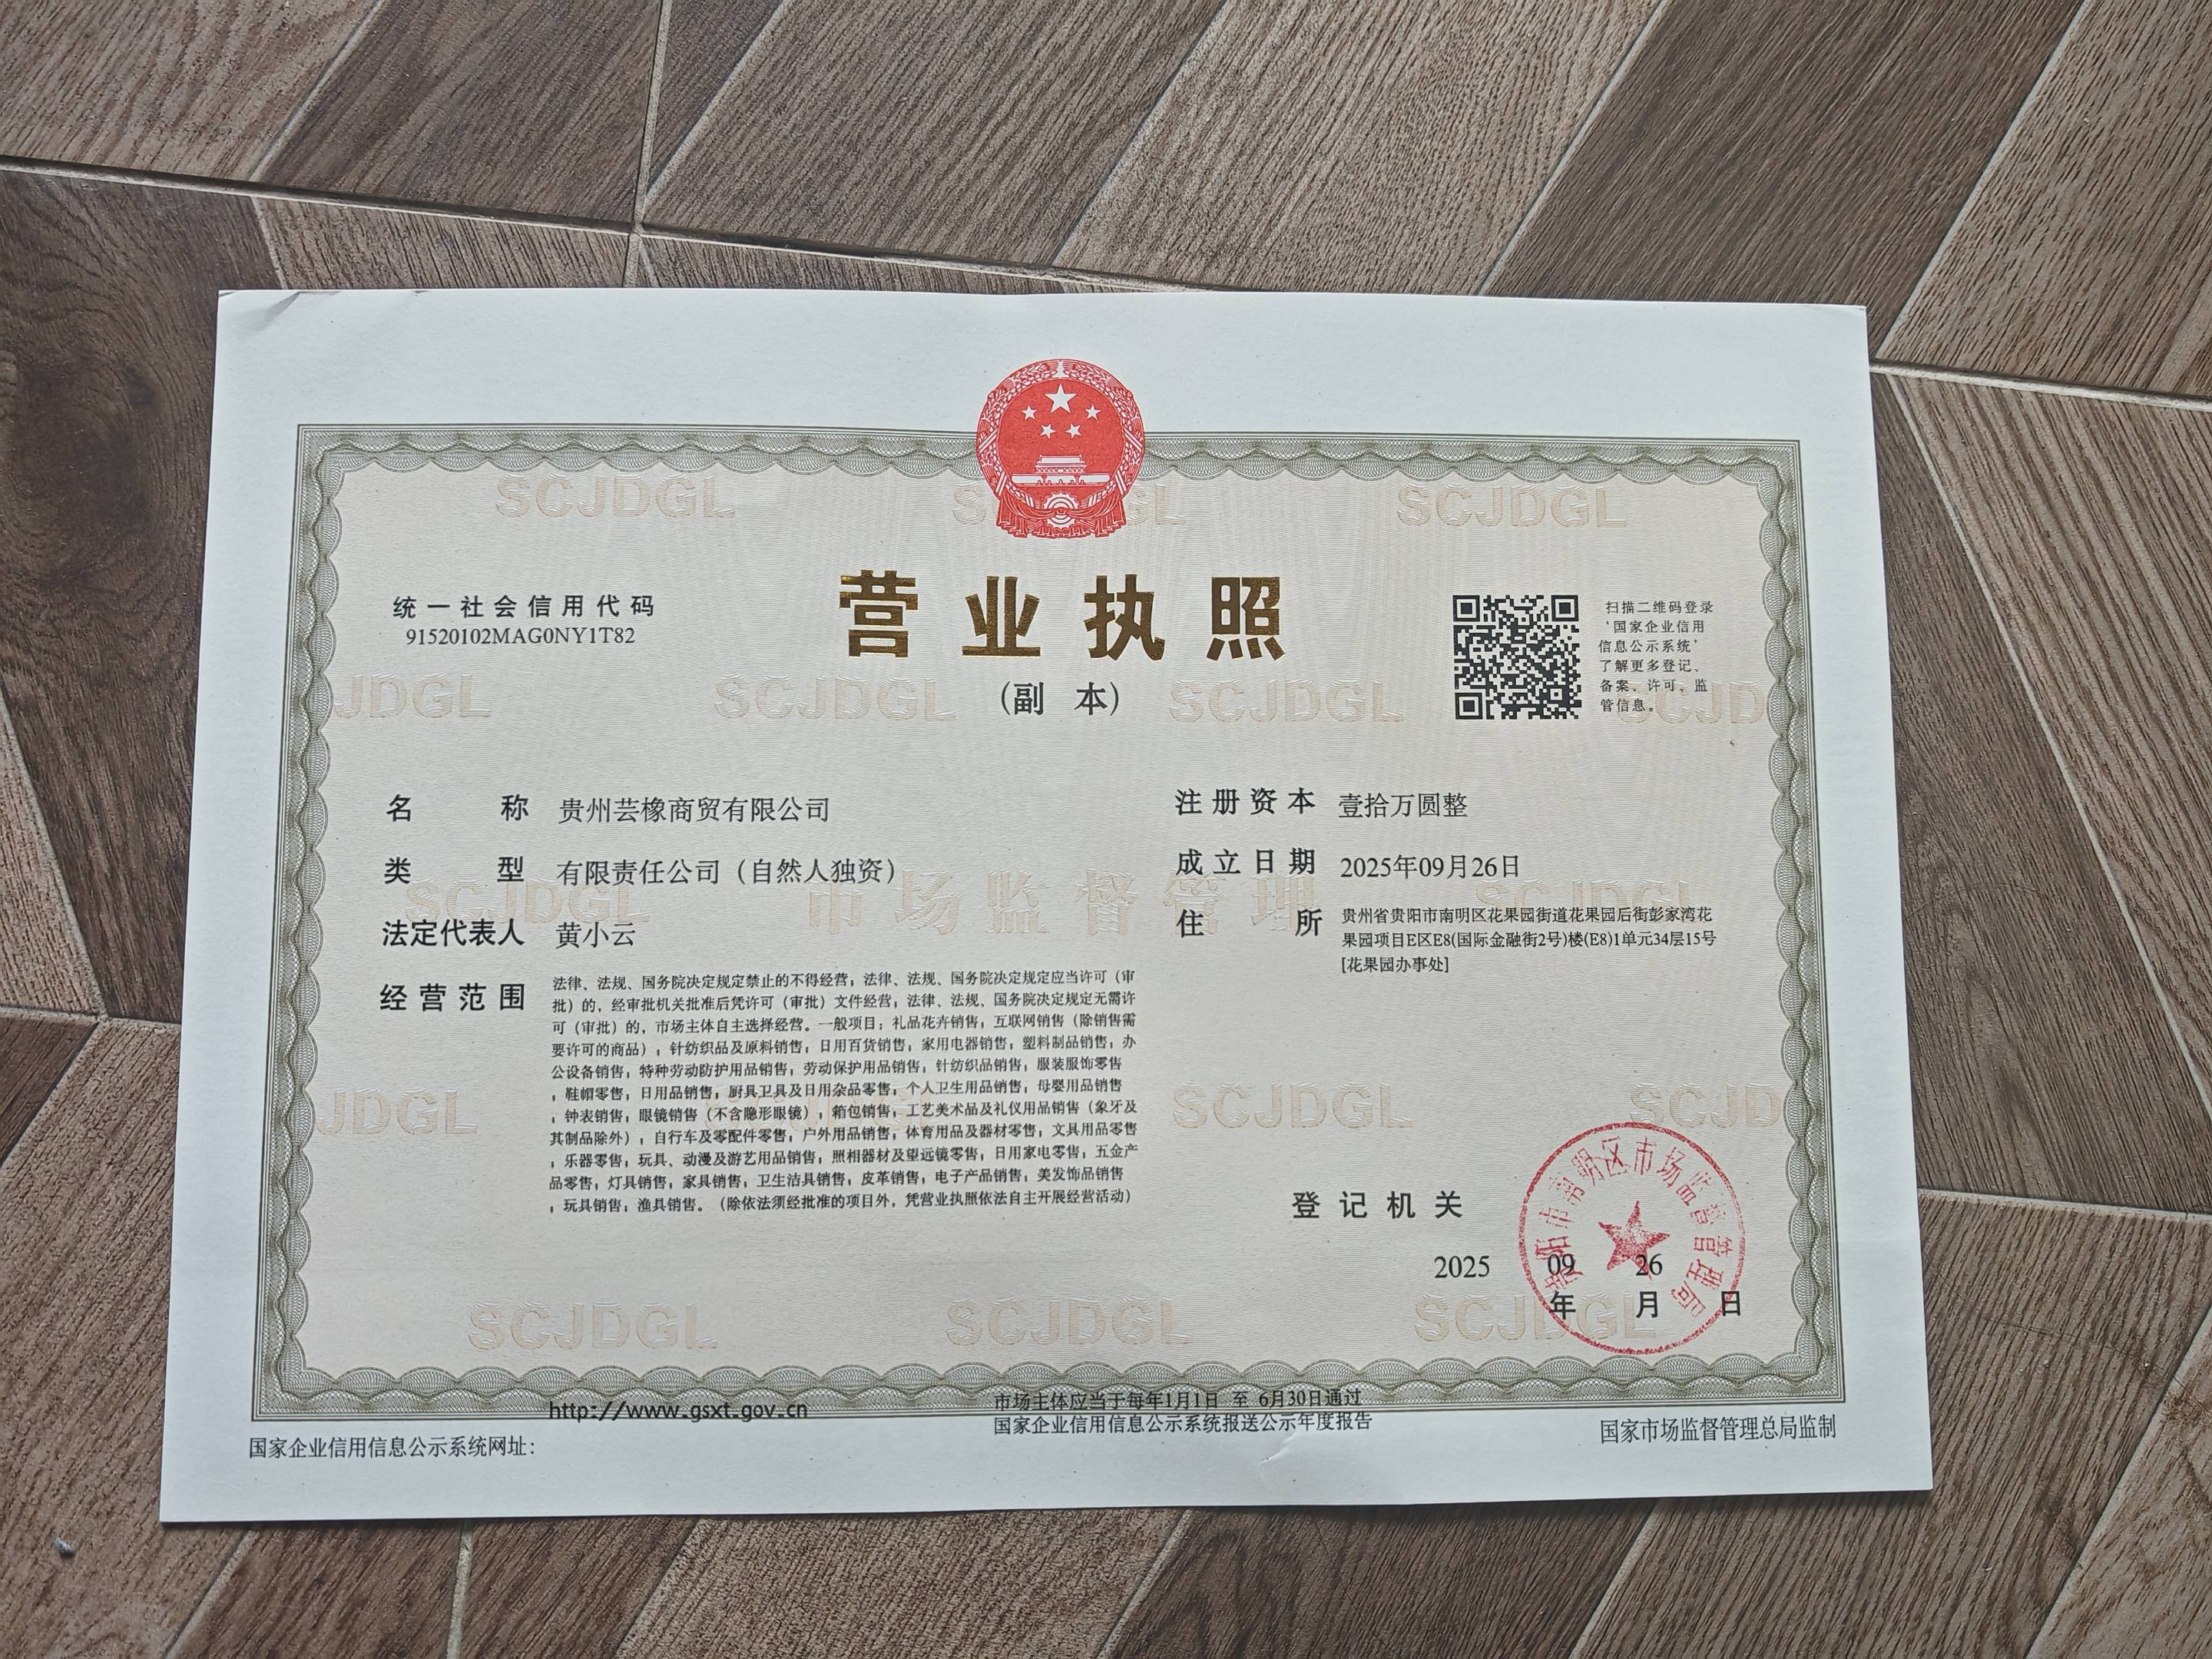 营业执照
(副 本)
统一社会信用代码
91520102MAG0NY1T82
扫描二维码登录
‘国家企业信用
信息公示系统’
了解更多登记、
备案、许可、监
管信息。
名 称 贵州芸橡商贸有限公司
类 型 有限责任公司（自然人独资）
法定代表人 黄小云
经营范围 法律、法规、国务院决定规定禁止的不得经营；法律、法规、国务院决定规定应当许可（审
批）的，经审批机关批准后凭许可（审批）文件经营；法律、法规、国务院决定规定无需许
可（审批）的，市场主体自主选择经营。一般项目：礼品花卉销售；互联网销售（除销售需
要许可的商品）；针纺织品及原料销售；日用百货销售；家用电器销售；塑料制品销售；办
公设备销售；特种劳动防护用品销售；劳动保护用品销售；针纺织品销售；服装服饰零售
；鞋帽零售；日用品销售；厨具卫具及日用杂品零售；个人卫生用品销售；母婴用品销售
；钟表销售；眼镜销售（不含隐形眼镜）；箱包销售；工艺美术品及礼仪用品销售（象牙及
其制品除外）；自行车及零配件零售；户外用品销售；体育用品及器材零售；文具用品零售
；乐器零售；玩具、动漫及游艺用品销售；照相器材及望远镜零售；日用家电零售；五金产
品零售；灯具销售；家具销售；卫生洁具销售；皮革销售；电子产品销售；美发饰品销售
；玩具销售；渔具销售。（除依法须经批准的项目外，凭营业执照依法自主开展经营活动）
注册资本 壹拾万圆整
成立日期 2025年09月26日
住 所 贵州省贵阳市南明区花果园街道花果园后街彭家湾花
果园项目E区E8(国际金融街2号)楼(E8)1单元34层15号
[花果园办事处]
登记机关
贵阳市南明区市场监督管理局
2025 09 26
年 月 日
国家企业信用信息公示系统网址：
http://www.gsxt.gov.cn
市场主体应当于每年1月1日 至 6月30日通过
国家企业信用信息公示系统报送公示年度报告
国家市场监督管理总局监制
SCJDGL
市场监督管理